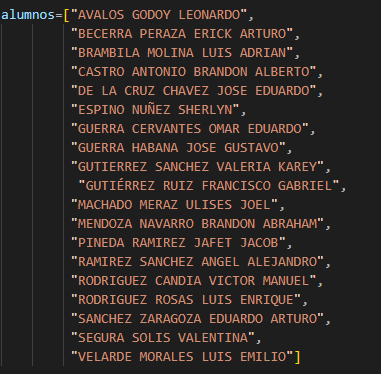 alumnos=["AVALOS GODOY LEONARDO",
"BECERRA PERAZA ERICK ARTURO",
"BRAMBILA MOLINA LUIS ADRIAN",
"CASTRO ANTONIO BRANDON ALBERTO",
"DE LA CRUZ CHAVEZ JOSE EDUARDO",
"ESPINO NUÑEZ SHERLYN",
"GUERRA CERVANTES OMAR EDUARDO",
"GUERRA HABANA JOSE GUSTAVO",
"GUTIERREZ SANCHEZ VALERIA KAREY",
"GUTIÉRREZ RUIZ FRANCISCO GABRIEL",
"MACHADO MERAZ ULISES JOEL",
"MENDOZA NAVARRO BRANDON ABRAHAM",
"PINEDA RAMIREZ JAFET JACOB",
"RAMIREZ SANCHEZ ANGEL ALEJANDRO",
"RODRIGUEZ CANDIA VICTOR MANUEL",
"RODRIGUEZ ROSAS LUIS ENRIQUE",
"SANCHEZ ZARAGOZA EDUARDO ARTURO",
"SEGURA SOLIS VALENTINA",
"VELARDE MORALES LUIS EMILIO"]